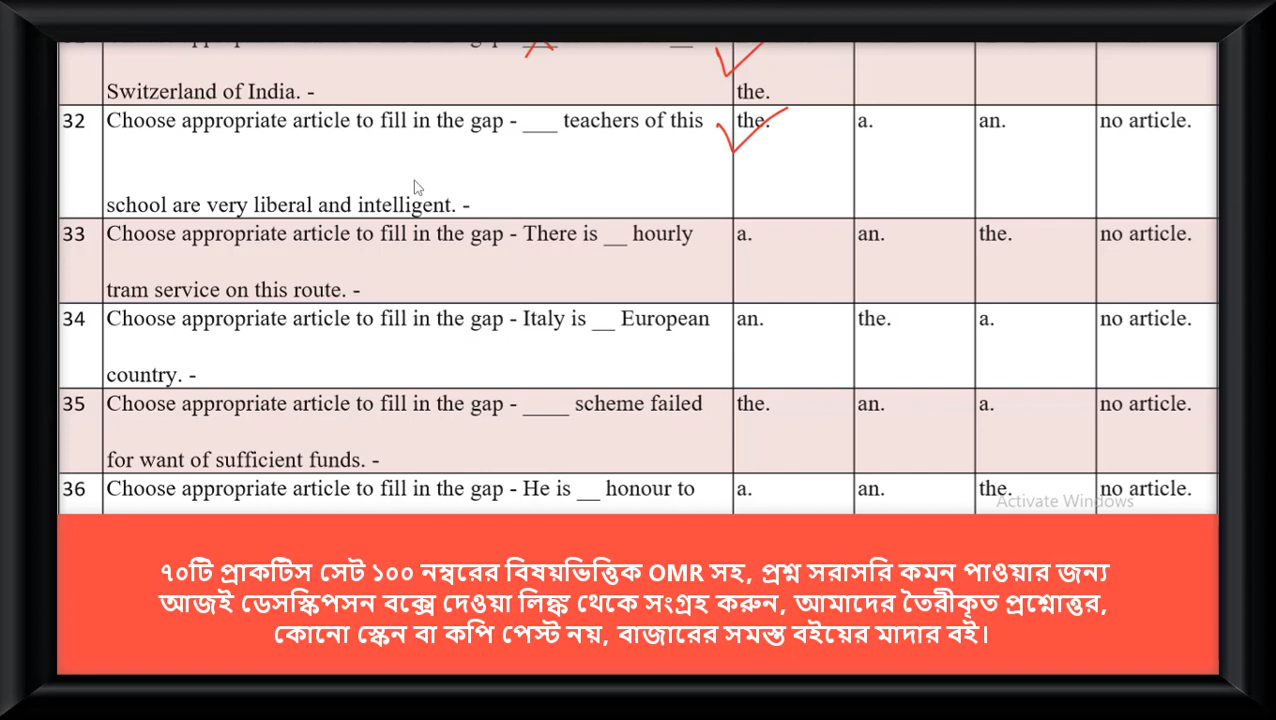 Switzerland of India. - the.
32 Choose appropriate article to fill in the gap - ___ teachers of this the. a. an. no article.
school are very liberal and intelligent. -
33 Choose appropriate article to fill in the gap - There is __ hourly a. an. the. no article.
tram service on this route. -
34 Choose appropriate article to fill in the gap - Italy is __ European an. the. a. no article.
country. -
35 Choose appropriate article to fill in the gap - ____ scheme failed the. an. a. no article.
for want of sufficient funds. -
36 Choose appropriate article to fill in the gap - He is __ honour to a. an. the. no article.
Activate Windows
৭০টি প্রাকটিস সেট ১০০ নম্বরের বিষয়ভিত্তিক OMR সহ, প্রশ্ন সরাসরি কমন পাওয়ার জন্য
আজই ডেসস্ক্রিপসন বক্সে দেওয়া লিঙ্ক থেকে সংগ্রহ করুন, আমাদের তৈরীকৃত প্রশ্নোত্তর,
কোনো স্কেন বা কপি পেস্ট নয়, বাজারের সমস্ত বইয়ের মাদার বই।